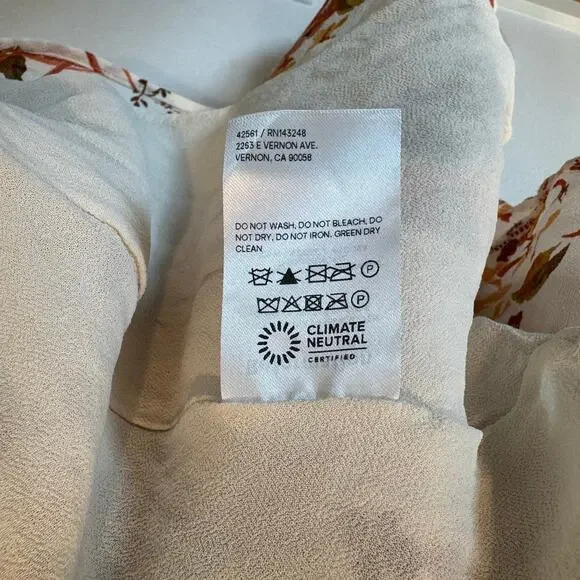 42561 / RN143248
2263 E VERNON AVE.
VERNON, CA 90058
DO NOT WASH, DO NOT BLEACH, DO
NOT DRY, DO NOT IRON. GREEN DRY
CLEAN
P
P
CLIMATE
NEUTRAL
CERTIFIED